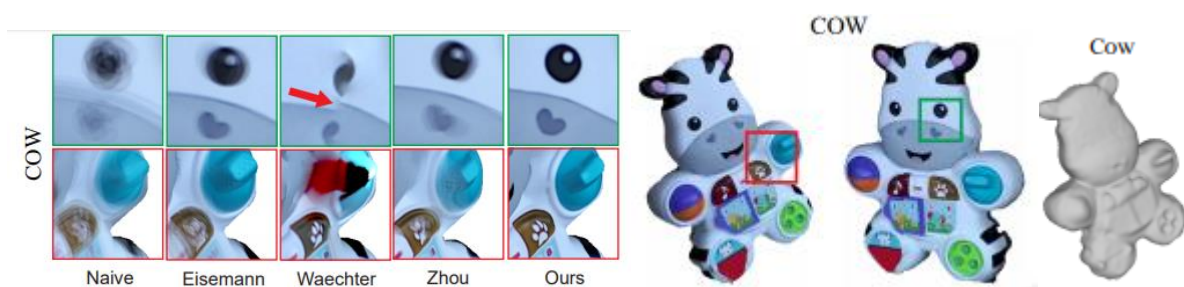 COW
Naive
Eisemann
Waechter
Zhou
Ours
COW
Cow